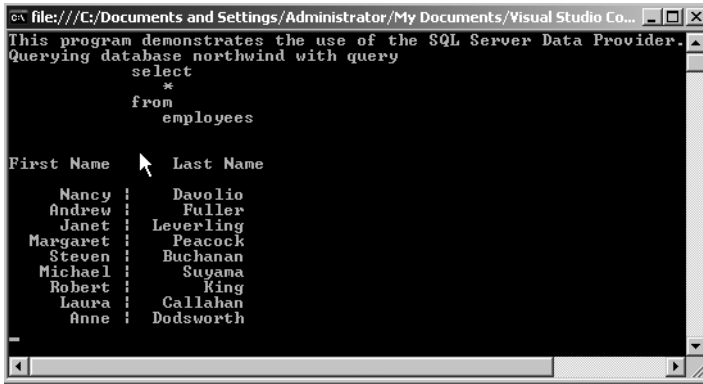 file:///C:/Documents and Settings/Administrator/My Documents/Visual Studio Co...
This program demonstrates the use of the SQL Server Data Provider.
Querying database northwind with query
select
*
from
employees
First Name Last Name
Nancy ¦ Davolio
Andrew ¦ Fuller
Janet ¦ Leverling
Margaret ¦ Peacock
Steven ¦ Buchanan
Michael ¦ Suyama
Robert ¦ King
Laura ¦ Callahan
Anne ¦ Dodsworth